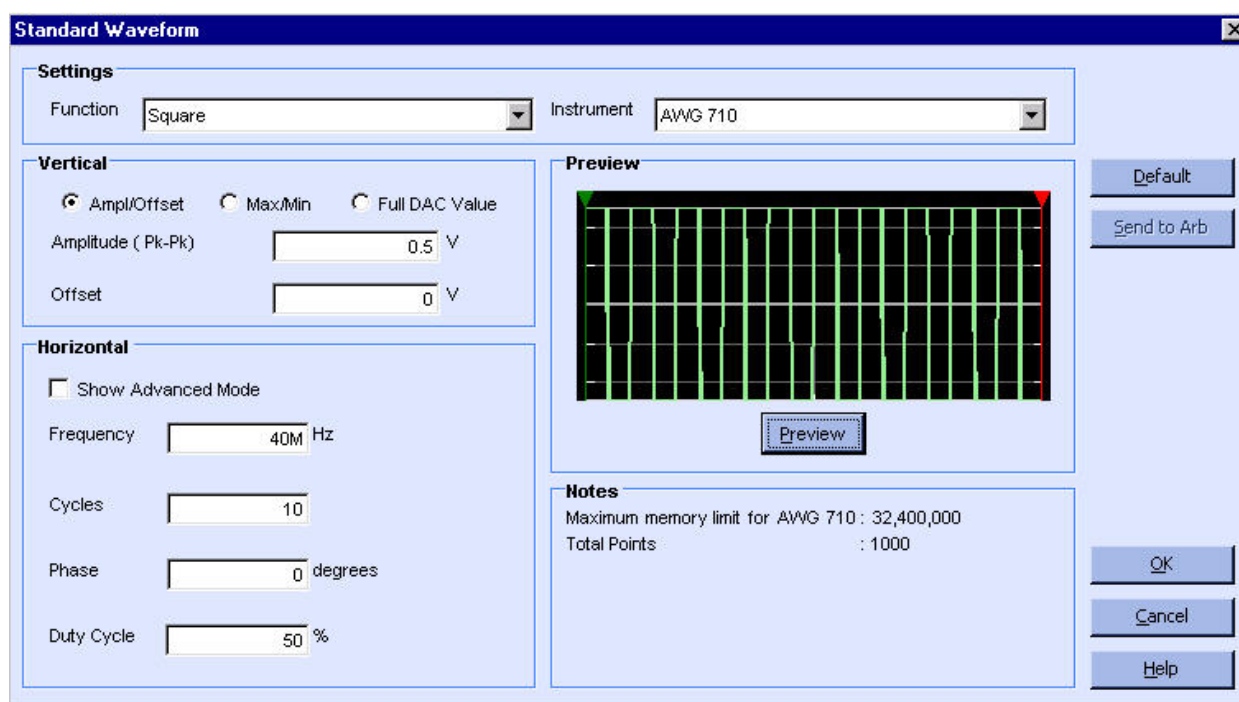 Standard Waveform
Settings
Function Square Instrument AWG 710
Vertical
Ampl/Offset Max/Min Full DAC Value
Amplitude ( Pk-Pk) 0.5 V
Offset 0 V
Horizontal
Show Advanced Mode
Frequency 40M Hz
Cycles 10
Phase 0 degrees
Duty Cycle 50 %
Preview
Preview
Notes
Maximum memory limit for AWG 710 : 32,400,000
Total Points : 1000
Default
Send to Arb
OK
Cancel
Help